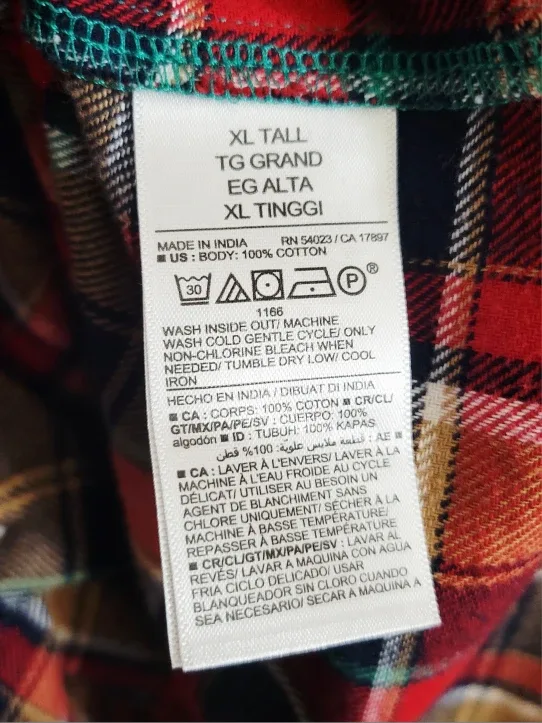 XL TALL
TG GRAND
EG ALTA
XL TINGGI
MADE IN INDIA RN 54023 / CA 17897
■ US : BODY: 100% COTTON
30 P ®
1166
WASH INSIDE OUT/ MACHINE
WASH COLD GENTLE CYCLE/ ONLY
NON-CHLORINE BLEACH WHEN
NEEDED/ TUMBLE DRY LOW/ COOL
IRON
HECHO EN INDIA / DIBUAT DI INDIA
■ CA : CORPS: 100% COTON ■ CR/CL/
GT/MX/PA/PE/SV : CUERPO: 100%
algodón ■ ID : TUBUH: 100% KAPAS
■ AE : قطعة ملابس علوية: 100% قطن
■ CA : LAVER À L'ENVERS/ LAVER À LA
MACHINE À L'EAU FROIDE AU CYCLE
DÉLICAT/ UTILISER AU BESOIN UN
AGENT DE BLANCHIMENT SANS
CHLORE UNIQUEMENT/ SÉCHER À LA
MACHINE À BASSE TEMPÉRATURE/
REPASSER À BASSE TEMPÉRATURE
■ CR/CL/GT/MX/PA/PE/SV : LAVAR AL
REVÉS/ LAVAR A MAQUINA CON AGUA
FRIA CICLO DELICADO/ USAR
BLANQUEADOR SIN CLORO CUANDO
SEA NECESARIO/ SECAR A MAQUINA A